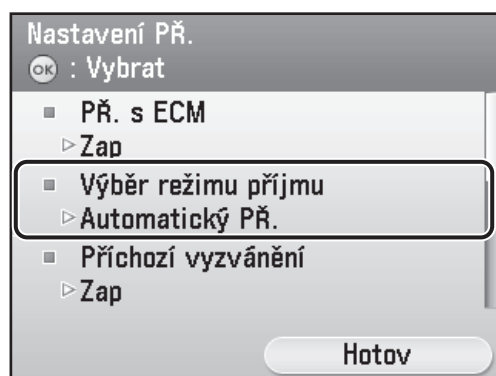 Nastavení PŘ.
OK : Vybrat
PŘ. s ECM
Zap
Výběr režimu příjmu
Automatický PŘ.
Příchozí vyzvánění
Zap
Hotov